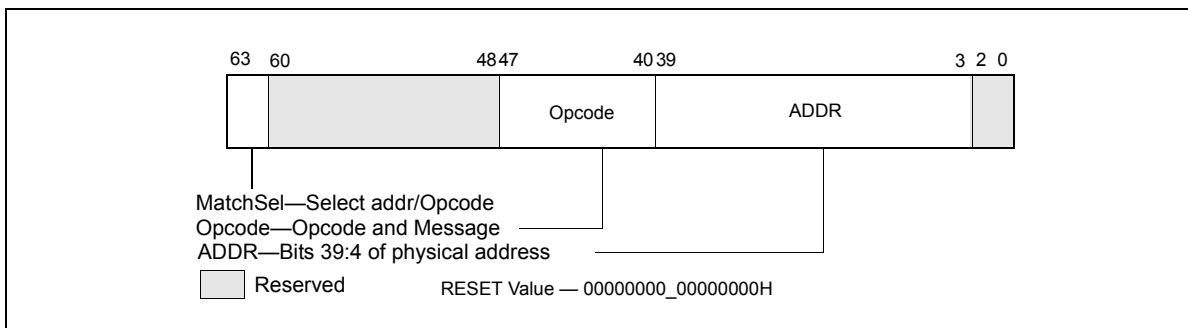 63 60 48 47 40 39 3 2 0
Opcode ADDR
MatchSel—Select addr/Opcode
Opcode—Opcode and Message
ADDR—Bits 39:4 of physical address
Reserved RESET Value — 00000000_00000000H